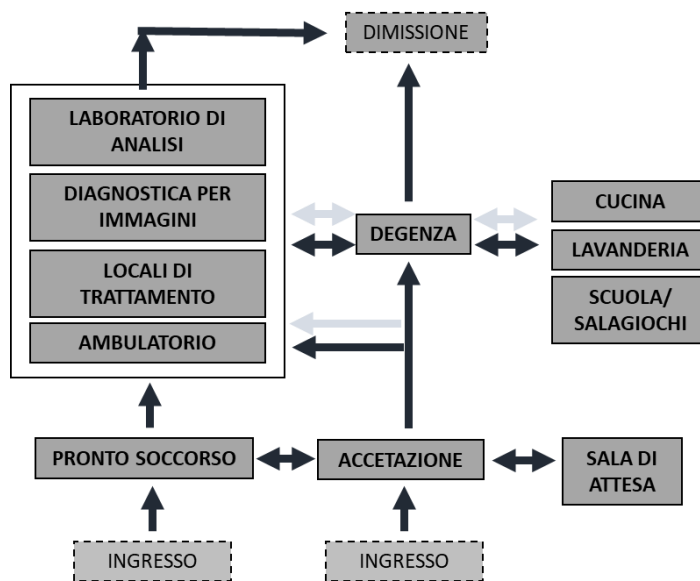 DIMISSIONE
LABORATORIO DI
ANALISI
DIAGNOSTICA PER
IMMAGINI
LOCALI DI
TRATTAMENTO
AMBULATORIO
DEGENZA
CUCINA
LAVANDERIA
SCUOLA/
SALAGIOCHI
PRONTO SOCCORSO
ACCETAZIONE
SALA DI
ATTESA
INGRESSO
INGRESSO